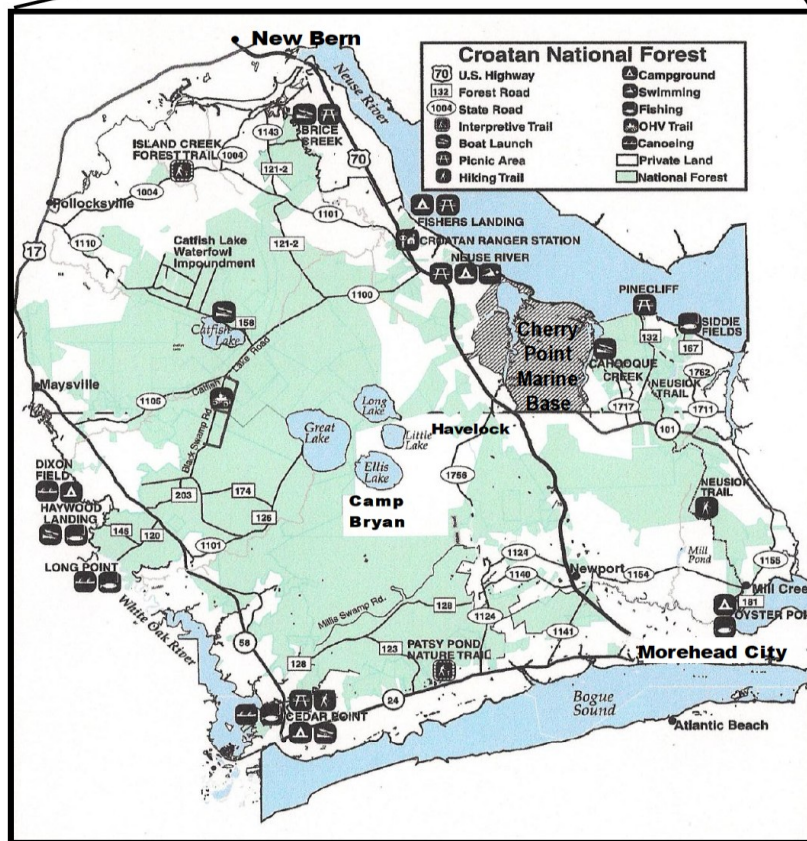 New Bern
Neuse River
Croatan National Forest
70 U.S. Highway
132 Forest Road
1004 State Road
Interpretive Trail
Boat Launch
Picnic Area
Hiking Trail
Campground
Swimming
Fishing
OHV Trail
Canoeing
Private Land
National Forest
BRICE
CREEK
1143
70
ISLAND CREEK
FOREST TRAIL
1004
121-2
1004
Pollocksville
1101
FISHERS LANDING
CROATAN RANGER STATION
NEUSE RIVER
17
1110
Catfish Lake
Waterfowl
Impoundment
121-2
1100
PINECLIFF
SIDDIE
FIELDS
Catfish
Lake
158
Cherry
Point
Marine
Base
132
167
CAHOOQUE
CREEK
NEUSIOK
TRAIL
1762
1717
1711
Catfish Lake Road
Maysville
1105
Black Swamp Rd.
Great
Lake
Long
Lake
Little
Lake
Ellis
Lake
Havelock
101
Camp
Bryan
1756
DIXON
FIELD
HAYWOOD
LANDING
203
174
126
145
120
1101
LONG POINT
White Oak River
NEUSIOK
TRAIL
Mill
Pond
1155
1124
1140
Newport
1154
Mill Cree
181
OYSTER PO
Millis Swamp Rd.
128
1124
1141
58
128
123
PATSY POND
NATURE TRAIL
Morehead City
24
CEDAR POINT
Bogue
Sound
Atlantic Beach